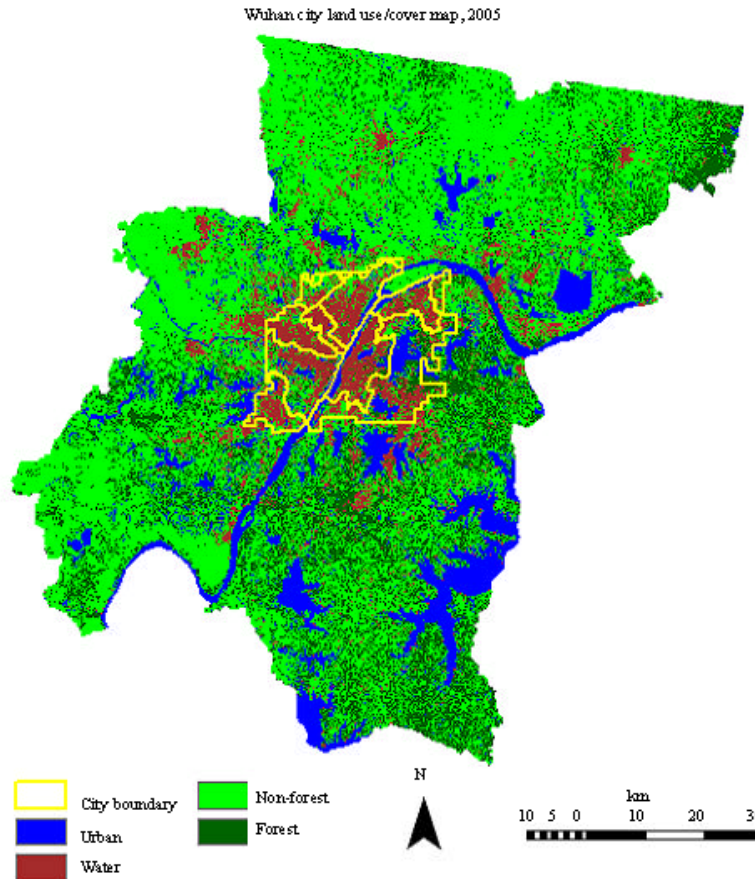 Wuhan city land use/cover map, 2005
N
City boundary
Urban
Water
Non-forest
Forest
km
10 5 0 10 20